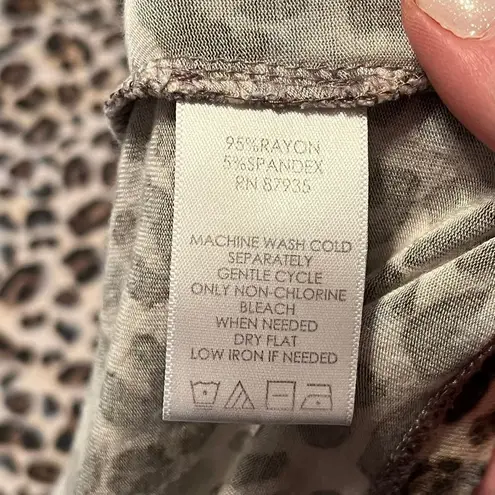 95%RAYON
5%SPANDEX
RN 87935
MACHINE WASH COLD
SEPARATELY
GENTLE CYCLE
ONLY NON-CHLORINE
BLEACH
WHEN NEEDED
DRY FLAT
LOW IRON IF NEEDED